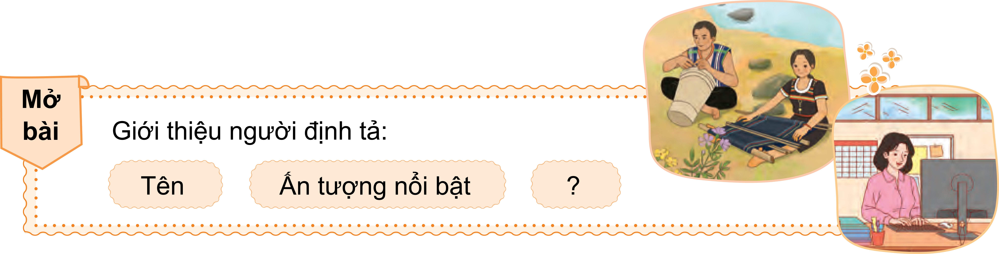 Mở
bài
Giới thiệu người định tả:
Tên
Ấn tượng nổi bật
?